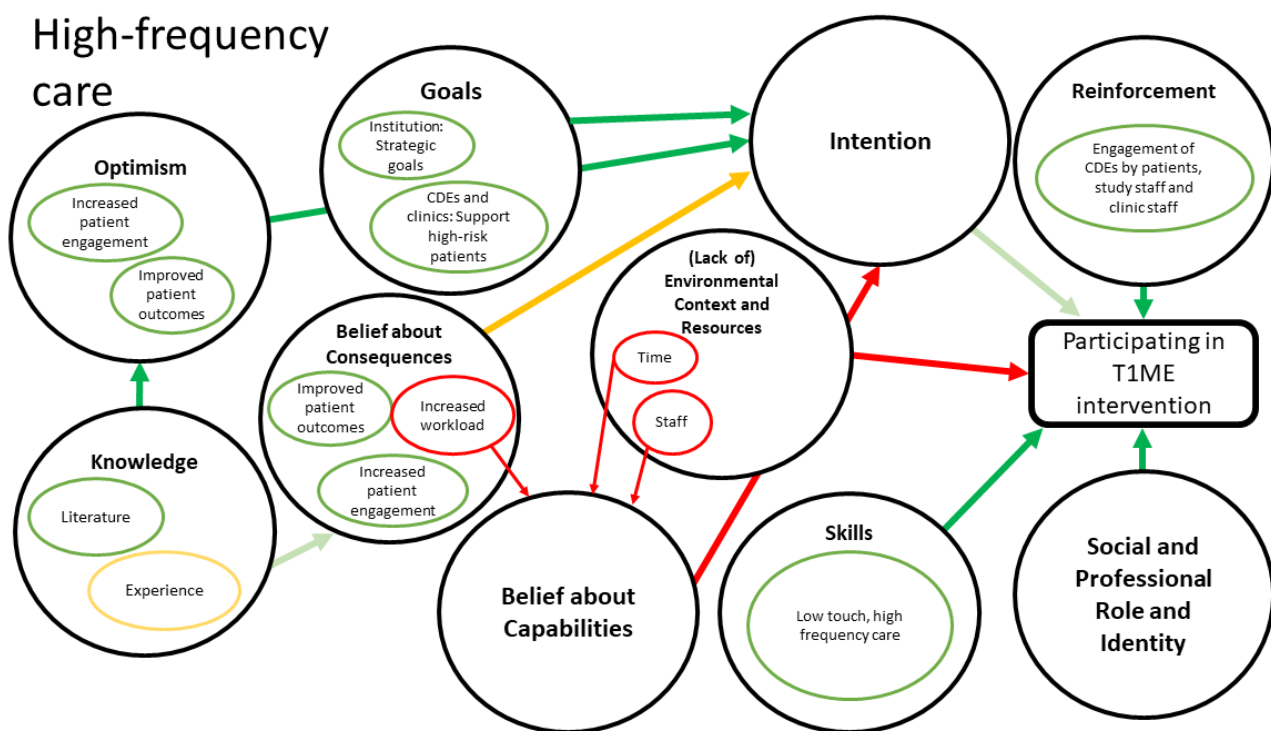 High-frequency
care
Optimism
Increased
patient
engagement
Improved
patient
outcomes
Goals
Institution:
Strategic
goals
CDEs and
clinics: Support
high-risk
patients
Intention
Reinforcement
Engagement of
CDEs by patients,
study staff and
clinic staff
(Lack of)
Environmental
Context and
Resources
Time
Staff
Belief about
Consequences
Improved
patient
outcomes
Increased
workload
Increased
patient
engagement
Participating in
T1ME
intervention
Knowledge
Literature
Experience
Belief about
Capabilities
Skills
Low touch, high
frequency care
Social and
Professional
Role and
Identity